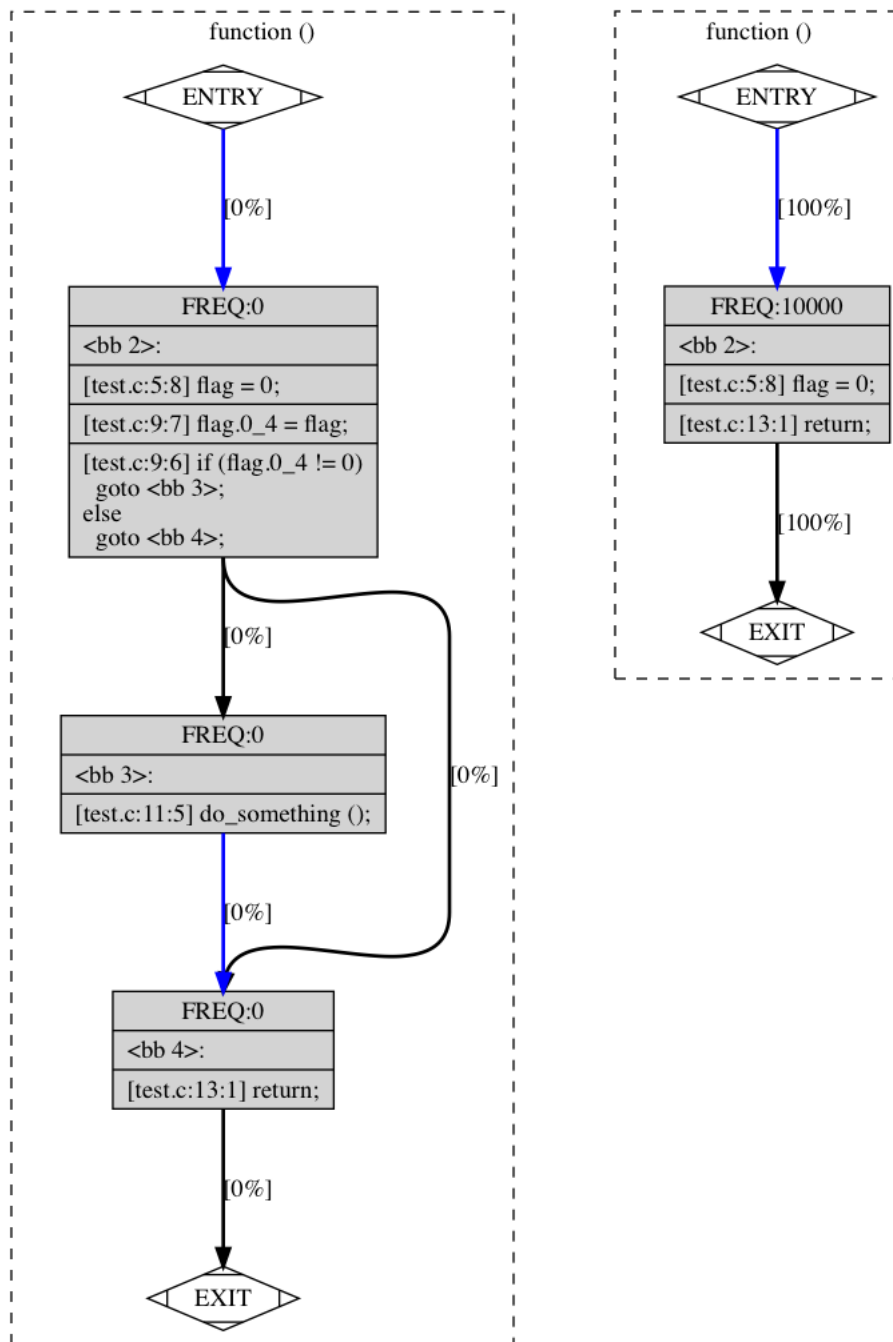 function ()
ENTRY
[0%]
FREQ:0
<bb 2>:
[test.c:5:8] flag = 0;
[test.c:9:7] flag.0_4 = flag;
[test.c:9:6] if (flag.0_4 != 0)
goto <bb 3>;
else
goto <bb 4>;
[0%]
[0%]
FREQ:0
<bb 3>:
[test.c:11:5] do_something ();
[0%]
FREQ:0
<bb 4>:
[test.c:13:1] return;
[0%]
EXIT
function ()
ENTRY
[100%]
FREQ:10000
<bb 2>:
[test.c:5:8] flag = 0;
[test.c:13:1] return;
[100%]
EXIT